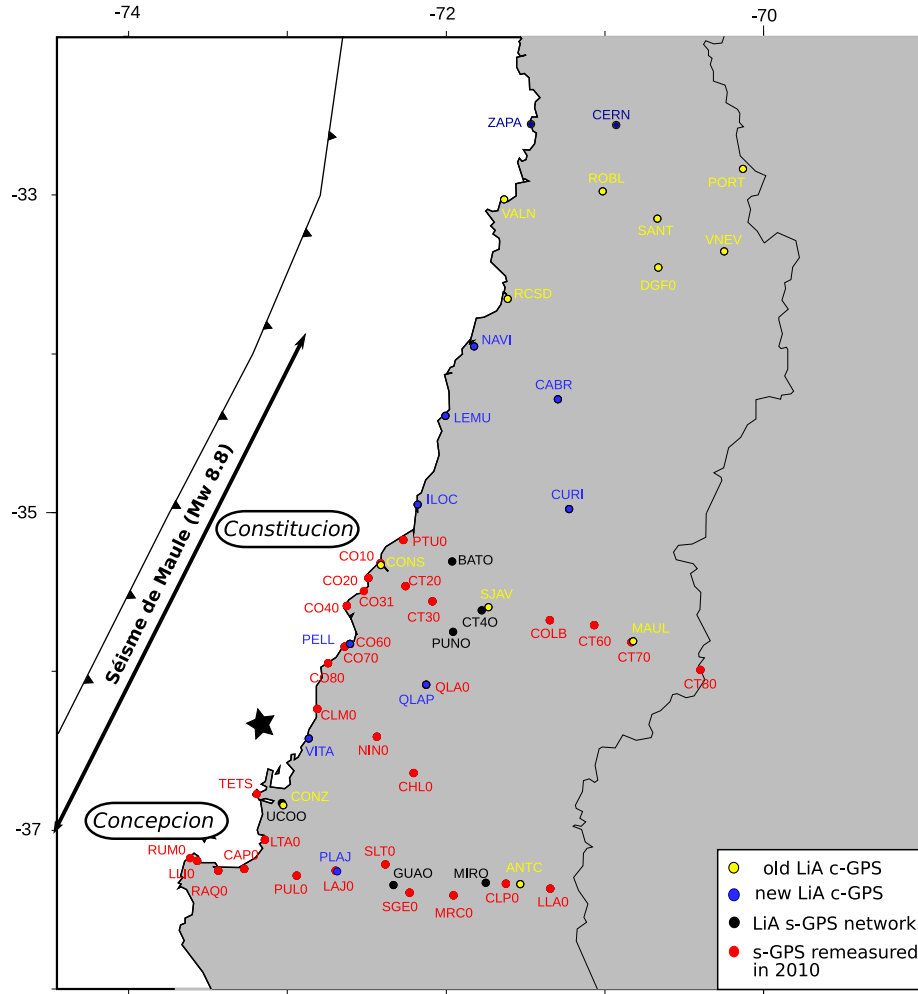 -74
-72
-70
ZAPA
CERN
-33
ROBL
PORT
VALN
SANT
VNEV
DGF0
RCSD
NAVI
CABR
LEMU
Séisme de Maule (Mw 8.8)
-35
ILOC
CURI
Constitucion
PTU0
CO10
CONS
BATO
CO20
CT20
CO31
SJAV
CO40
CT30
CT4O
COLB
CT60
MAUL
PELL
CO60
PUNO
CO70
CT70
CO80
QLA0
CT80
QLAP
CLM0
VITA
NIN0
TETS
CHL0
CONZ
UCOO
-37
Concepcion
LTA0
RUM0
CAP0
PLAJ
SLT0
LLI0
GUAO
MIRO
ANTC
RAQ0
PUL0
LAJ0
SGE0
MRC0
CLP0
LLA0
old LiA c-GPS
new LiA c-GPS
LiA s-GPS network
s-GPS remeasured
in 2010